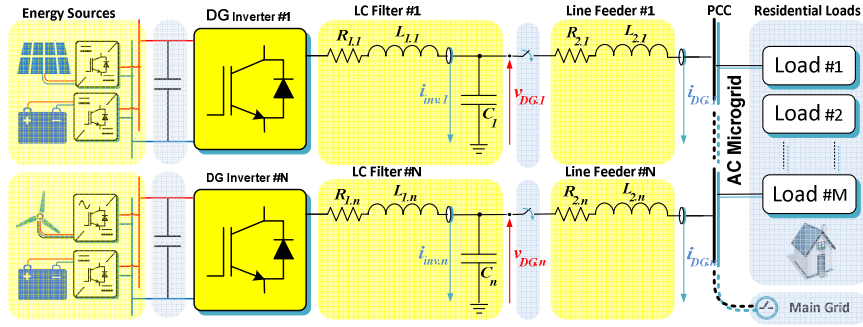 Energy Sources
DG Inverter #1
LC Filter #1
Line Feeder #1
PCC
Residential Loads
R1.1
L1.1
R2.1
L2.1
iinv.1
C1
vDG.1
iDG.1
Load #1
Load #2
AC Microgrid
DG Inverter #N
LC Filter #N
Line Feeder #N
R1.n
L1.n
R2.n
L2.n
Load #M
iinv.n
Cn
vDG.n
iDG.n
Main Grid